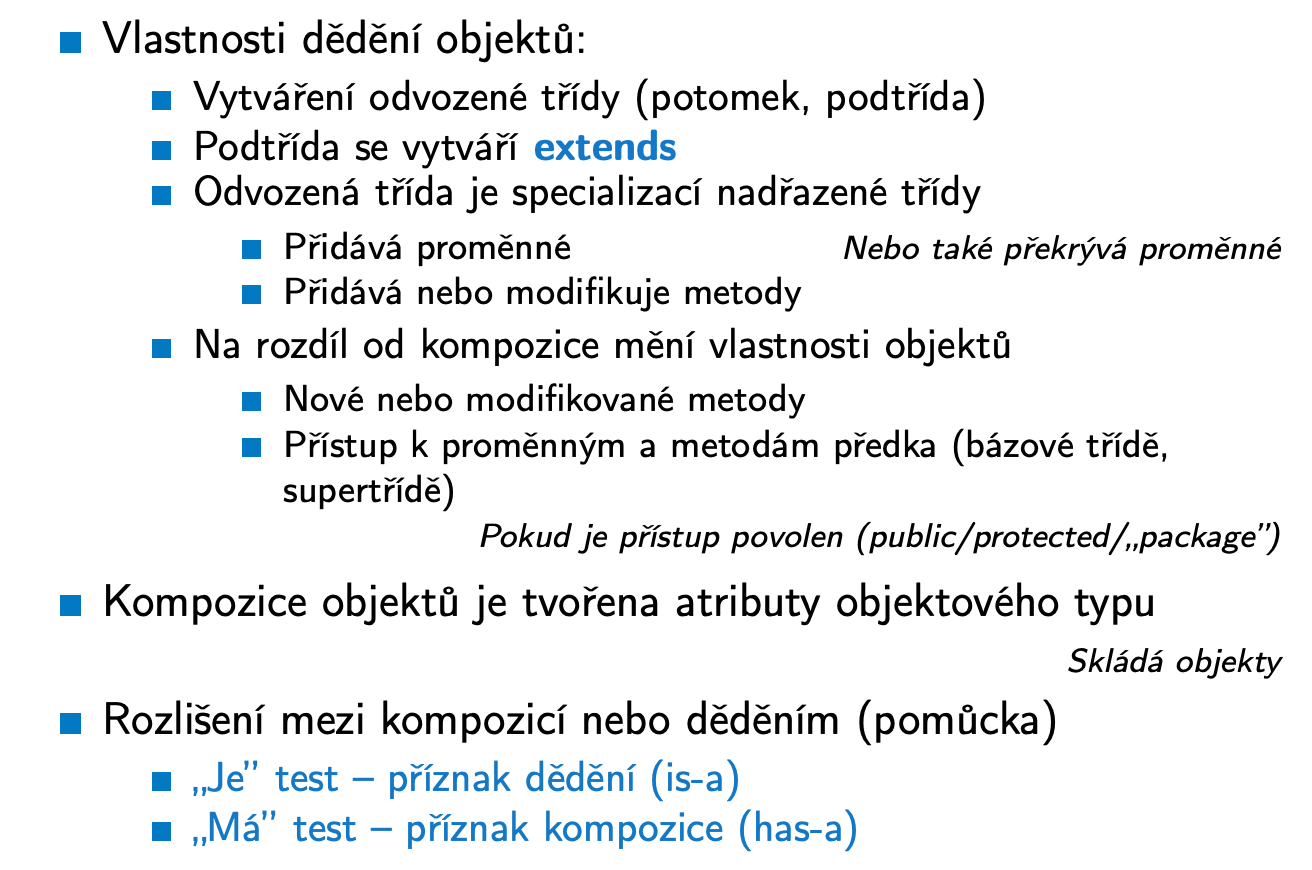 Vlastnosti dědění objektů:
Vytváření odvozené třídy (potomek, podtřída)
Podtřída se vytváří extends
Odvozená třída je specializací nadřazené třídy
Přidává proměnné Nebo také překrývá proměnné
Přidává nebo modifikuje metody
Na rozdíl od kompozice mění vlastnosti objektů
Nové nebo modifikované metody
Přístup k proměnným a metodám předka (bázové třídě,
supertřídě)
Pokud je přístup povolen (public/protected/„package”)
Kompozice objektů je tvořena atributy objektového typu
Skládá objekty
Rozlišení mezi kompozicí nebo děděním (pomůcka)
„Je” test – příznak dědění (is-a)
„Má” test – příznak kompozice (has-a)